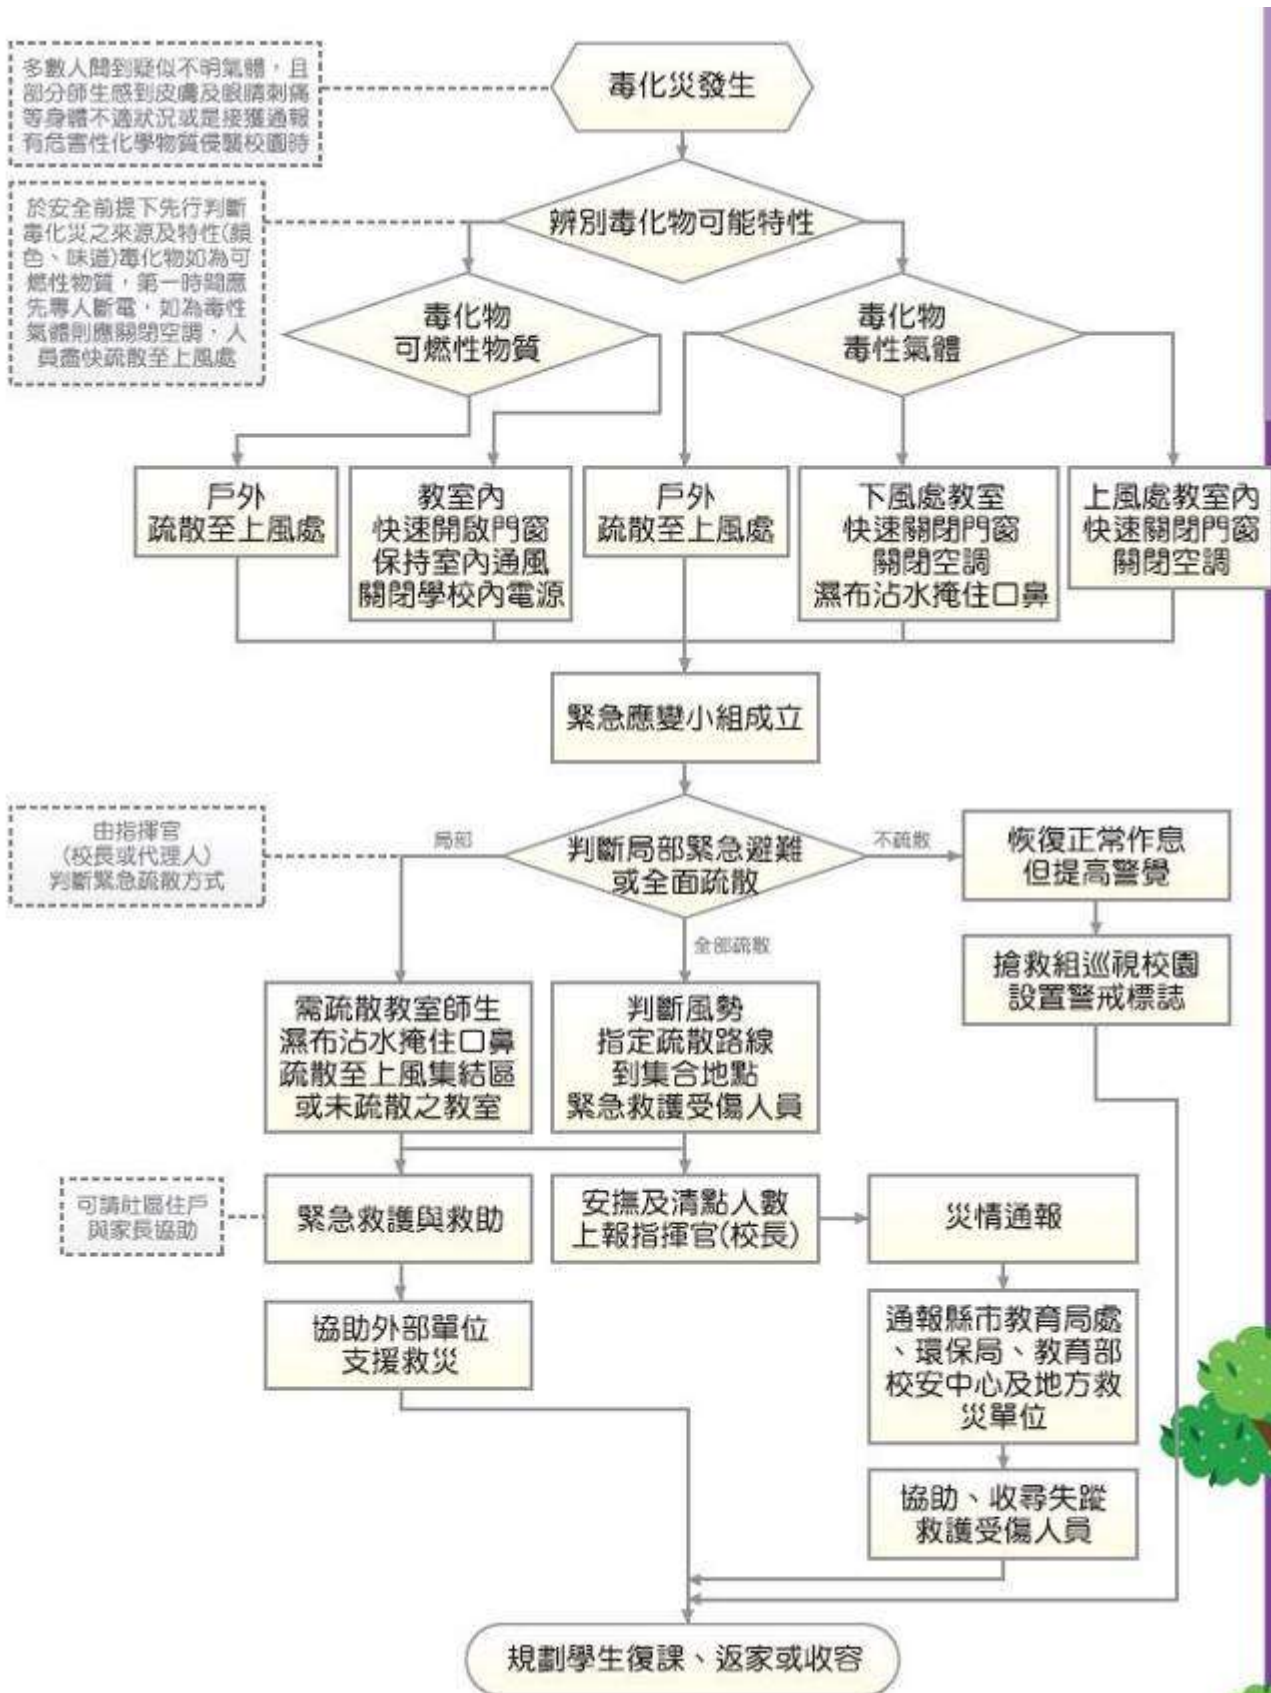 多數人聞到疑似不明氣體，且
部分師生感到皮膚及眼睛刺痛
等身體不適狀況或是接獲通報
有危害性化學物質侵襲校園時
毒化災發生
於安全前提下先行判斷
毒化災之來源及特性(顏
色、味道)毒化物如為可
燃性物質，第一時間應
先專人斷電，如為毒性
氣體則應關閉空調，人
員盡快疏散至上風處
辨別毒化物可能特性
毒化物
可燃性物質
毒化物
毒性氣體
戶外
疏散至上風處
教室內
快速開啟門窗
保持室內通風
關閉學校內電源
戶外
疏散至上風處
下風處教室
快速關閉門窗
關閉空調
濕布沾水掩住口鼻
上風處教室內
快速關閉門窗
關閉空調
緊急應變小組成立
由指揮官
(校長或代理人)
判斷緊急疏散方式
局部
判斷局部緊急避難
或全面疏散
不疏散
恢復正常作息
但提高警覺
全部疏散
搶救組巡視校園
設置警戒標誌
需疏散教室師生
濕布沾水掩住口鼻
疏散至上風集結區
或未疏散之教室
判斷風勢
指定疏散路線
到集合地點
緊急救護受傷人員
可請社區住戶
與家長協助
緊急救護與救助
安撫及清點人數
上報指揮官(校長)
災情通報
協助外部單位
支援救災
通報縣市教育局處
、環保局、教育部
校安中心及地方救
災單位
協助、收尋失蹤
救護受傷人員
規劃學生復課、返家或收容